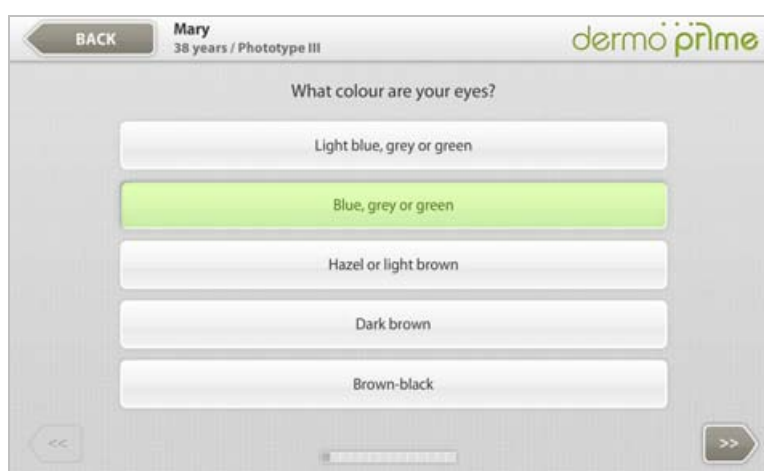 BACK
Mary
38 years / Phototype III
dermo prime
What colour are your eyes?
Light blue, grey or green
Blue, grey or green
Hazel or light brown
Dark brown
Brown-black
<<
>>